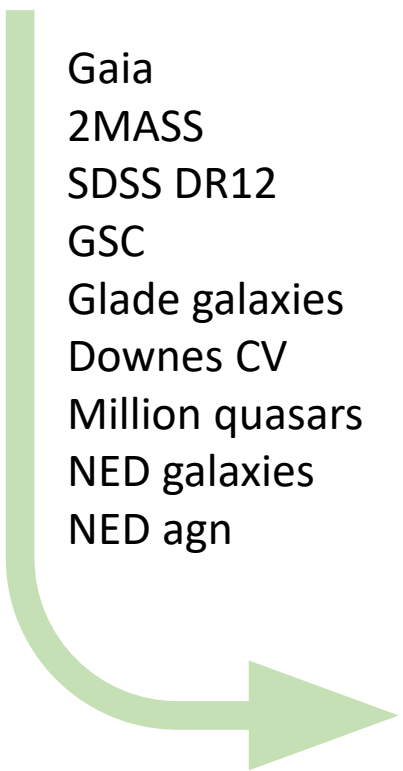 Gaia
2MASS
SDSS DR12
GSC
Glade galaxies
Downes CV
Million quasars
NED galaxies
NED agn